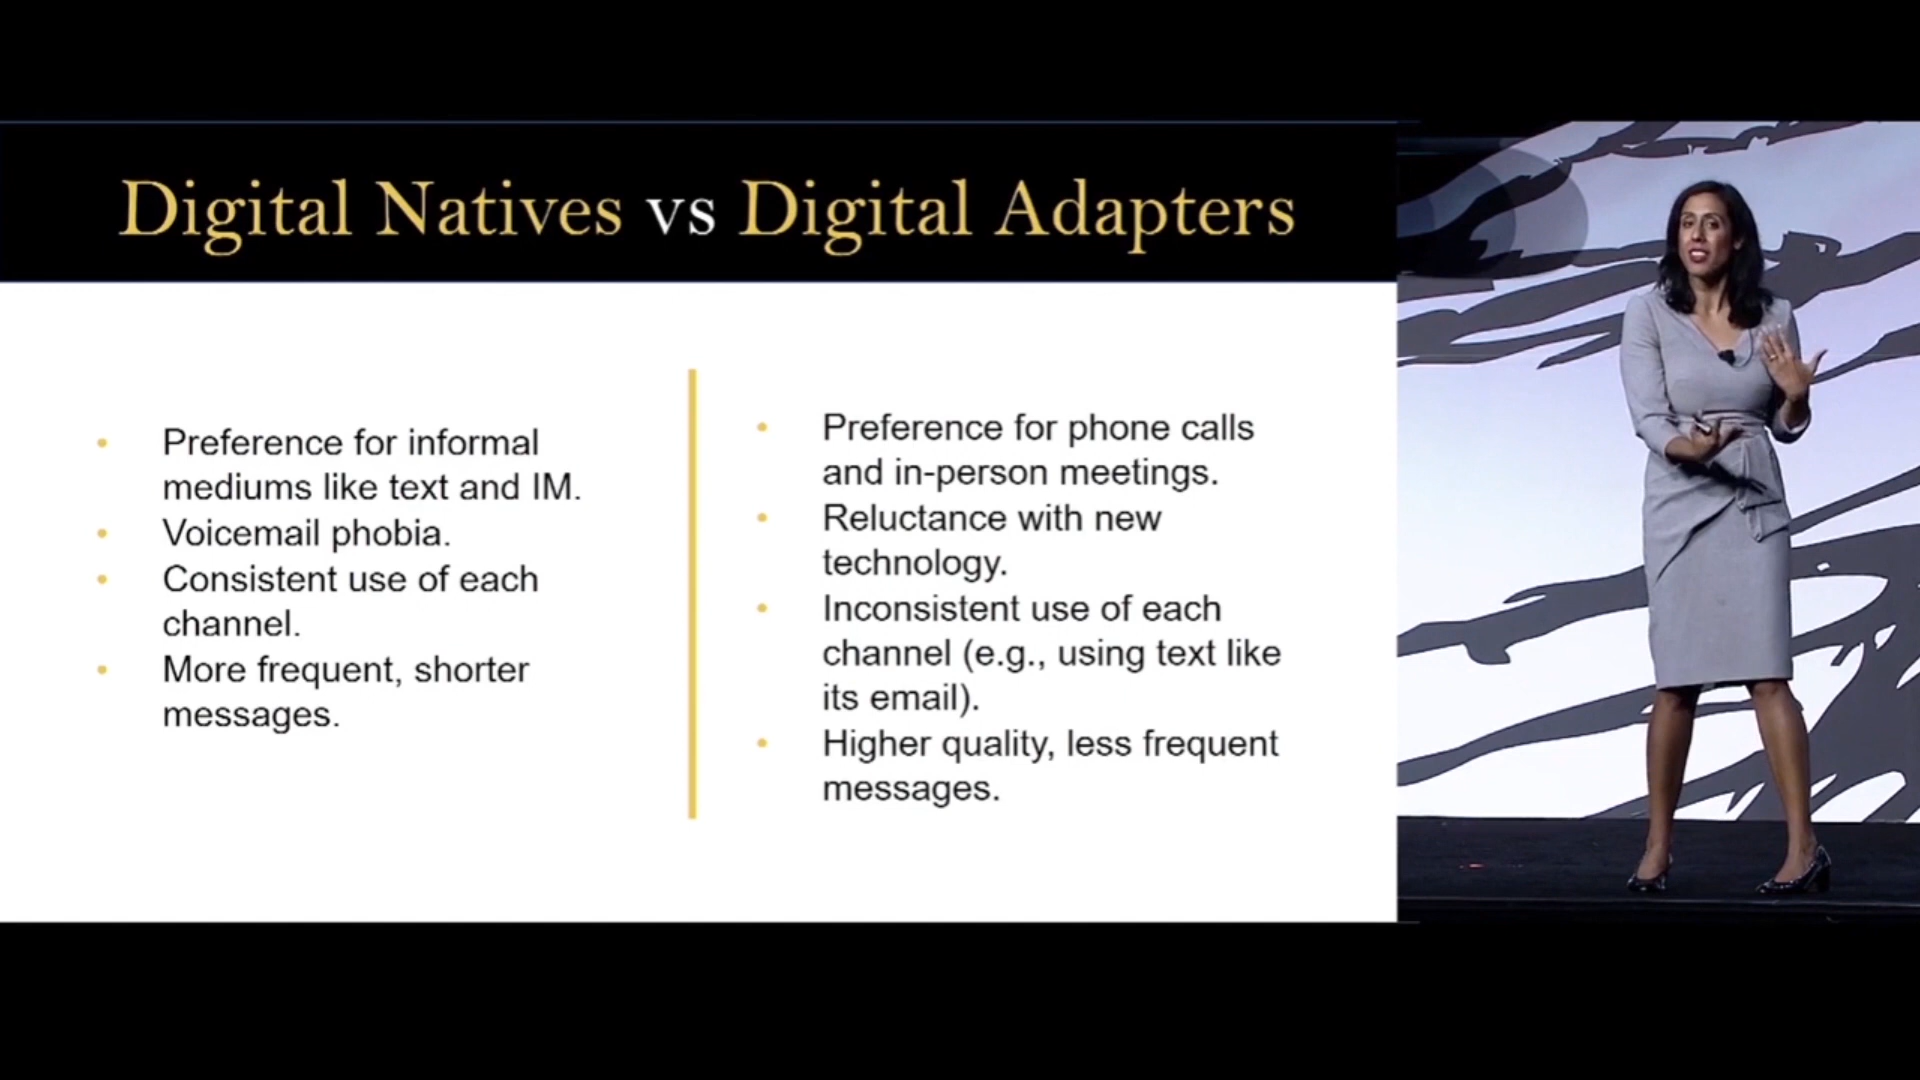 Digital Natives vs Digital Adapters
• Preference for informal
mediums like text and IM.
• Voicemail phobia.
• Consistent use of each
channel.
• More frequent, shorter
messages.
• Preference for phone calls
and in-person meetings.
• Reluctance with new
technology.
• Inconsistent use of each
channel (e.g., using text like
its email).
• Higher quality, less frequent
messages.